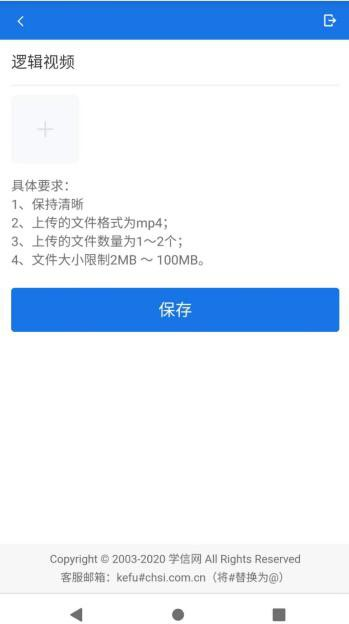 逻辑视频
具体要求：
1、保持清晰
2、上传的文件格式为mp4；
3、上传的文件数量为1～2个；
4、文件大小限制2MB ～ 100MB。
保存
Copyright © 2003-2020 学信网 All Rights Reserved
客服邮箱：kefu#chsi.com.cn（将#替换为@）